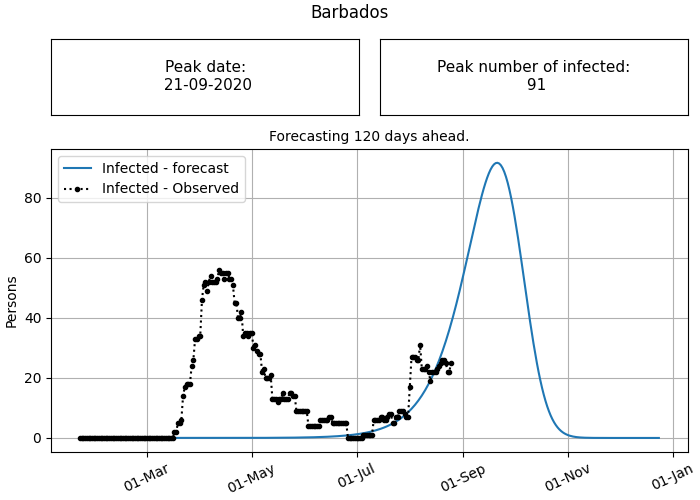 Barbados
Peak date:
21-09-2020
Peak number of infected:
91
Forecasting 120 days ahead.
Infected - forecast
Infected - Observed
80
60
40
20
0
Persons
01-Mar
01-May
01-Jul
01-Sep
01-Nov
01-Jan